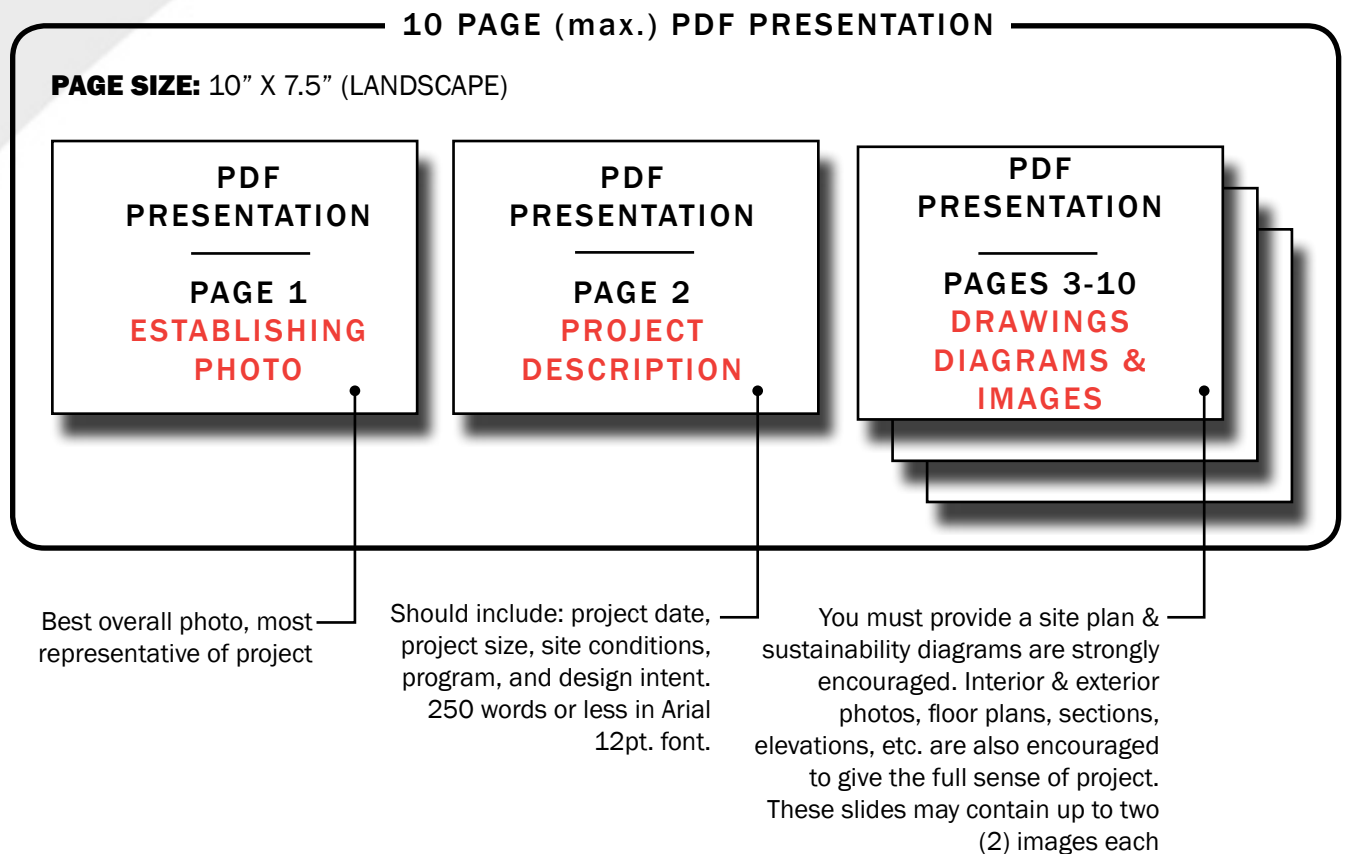 10 PAGE (max.) PDF PRESENTATION
PAGE SIZE: 10” X 7.5” (LANDSCAPE)
PDF
PRESENTATION
PAGE 1
ESTABLISHING
PHOTO
PDF
PRESENTATION
PAGE 2
PROJECT
DESCRIPTION
PDF
PRESENTATION
PAGES 3-10
DRAWINGS
DIAGRAMS &
IMAGES
Best overall photo, most
representative of project
Should include: project date,
project size, site conditions,
program, and design intent.
250 words or less in Arial
12pt. font.
You must provide a site plan &
sustainability diagrams are strongly
encouraged. Interior & exterior
photos, floor plans, sections,
elevations, etc. are also encouraged
to give the full sense of project.
These slides may contain up to two
(2) images each